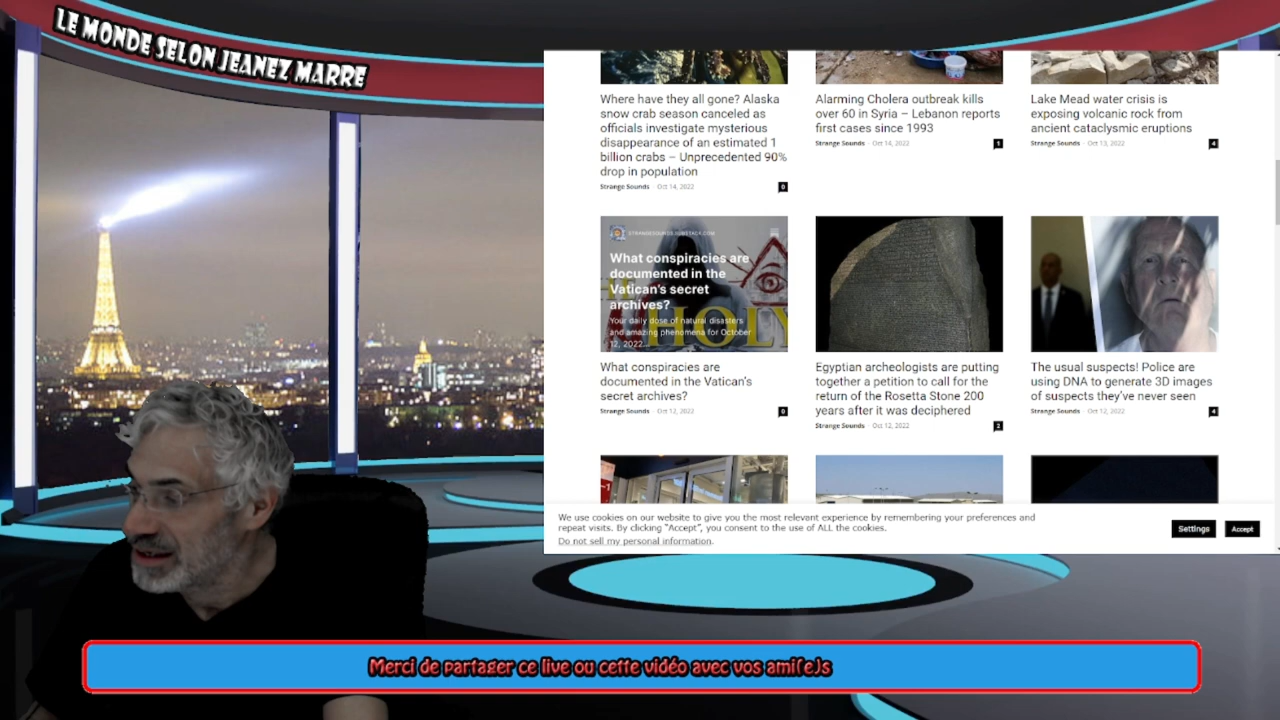 LE MONDE SELON JEANEZ MARRE
Where have they all gone? Alaska
snow crab season canceled as
officials investigate mysterious
disappearance of an estimated 1
billion crabs – Unprecedented 90%
drop in population
Strange Sounds - Oct 14, 2022
0
Alarming Cholera outbreak kills
over 60 in Syria – Lebanon reports
first cases since 1993
Strange Sounds - Oct 14, 2022
1
Lake Mead water crisis is
exposing volcanic rock from
ancient cataclysmic eruptions
Strange Sounds - Oct 13, 2022
4
STRANGESOUNDS.SUBSTACK.COM
What conspiracies are
documented in the
Vatican's secret
archives?
Your daily dose of natural disasters
and amazing phenomena for October
12, 2022...
HOLY
What conspiracies are
documented in the Vatican's
secret archives?
Strange Sounds - Oct 12, 2022
0
Egyptian archeologists are putting
together a petition to call for the
return of the Rosetta Stone 200
years after it was deciphered
Strange Sounds - Oct 12, 2022
2
The usual suspects! Police are
using DNA to generate 3D images
of suspects they've never seen
Strange Sounds - Oct 12, 2022
4
We use cookies on our website to give you the most relevant experience by remembering your preferences and
repeat visits. By clicking "Accept", you consent to the use of ALL the cookies.
Do not sell my personal information.
Settings
Accept
Merci de partager ce live ou cette vidéo avec vos ami(e)s